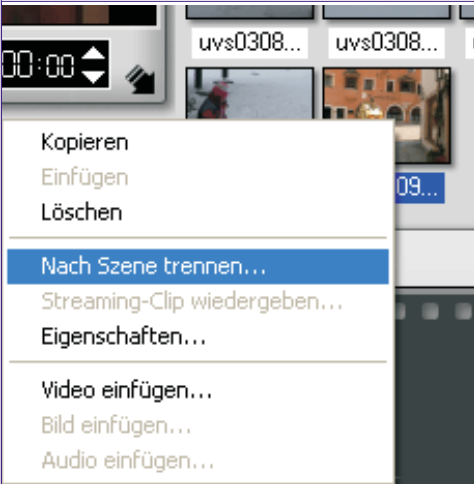 uvs0308... uvs0308...
00:00
09...
Kopieren
Einfügen
Löschen
Nach Szene trennen...
Streaming-Clip wiedergeben...
Eigenschaften...
Video einfügen...
Bild einfügen...
Audio einfügen...